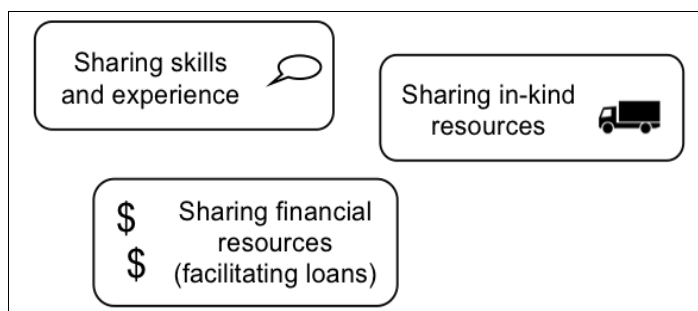 Sharing skills
and experience
Sharing in-kind
resources
$ Sharing financial
resources
$ (facilitating loans)